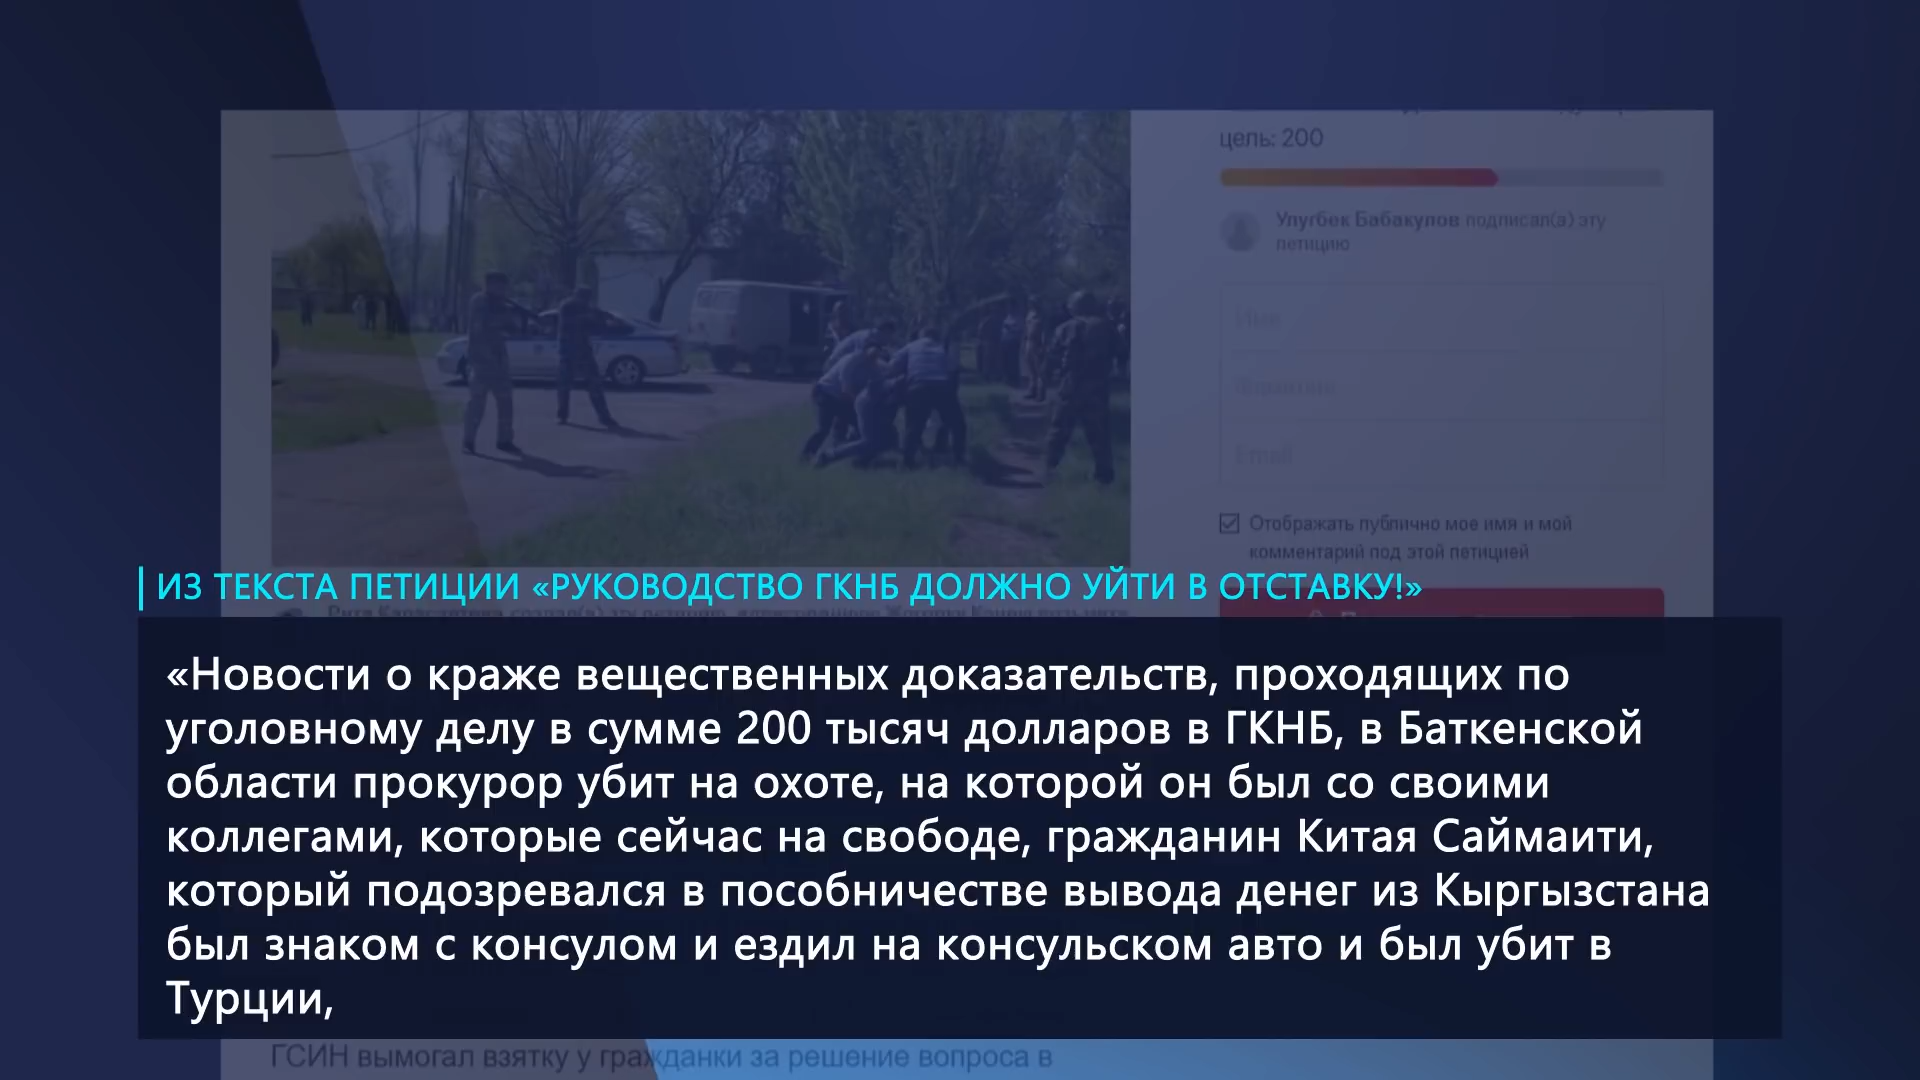 цель: 200
Улугбек Бабакулов подписал(а) эту
петицию
Имя
Фамилия
Email
Отображать публично мое имя и мой
комментарий под этой петицией
ИЗ ТЕКСТА ПЕТИЦИИ «РУКОВОДСТВО ГКНБ ДОЛЖНО УЙТИ В ОТСТАВКУ!»
«Новости о краже вещественных доказательств, проходящих по
уголовному делу в сумме 200 тысяч долларов в ГКНБ, в Баткенской
области прокурор убит на охоте, на которой он был со своими
коллегами, которые сейчас на свободе, гражданин Китая Саймаити,
который подозревался в пособничестве вывода денег из Кыргызстана
был знаком с консулом и ездил на консульском авто и был убит в
Турции,
ГСИН вымогал взятку у гражданки за решение вопроса в